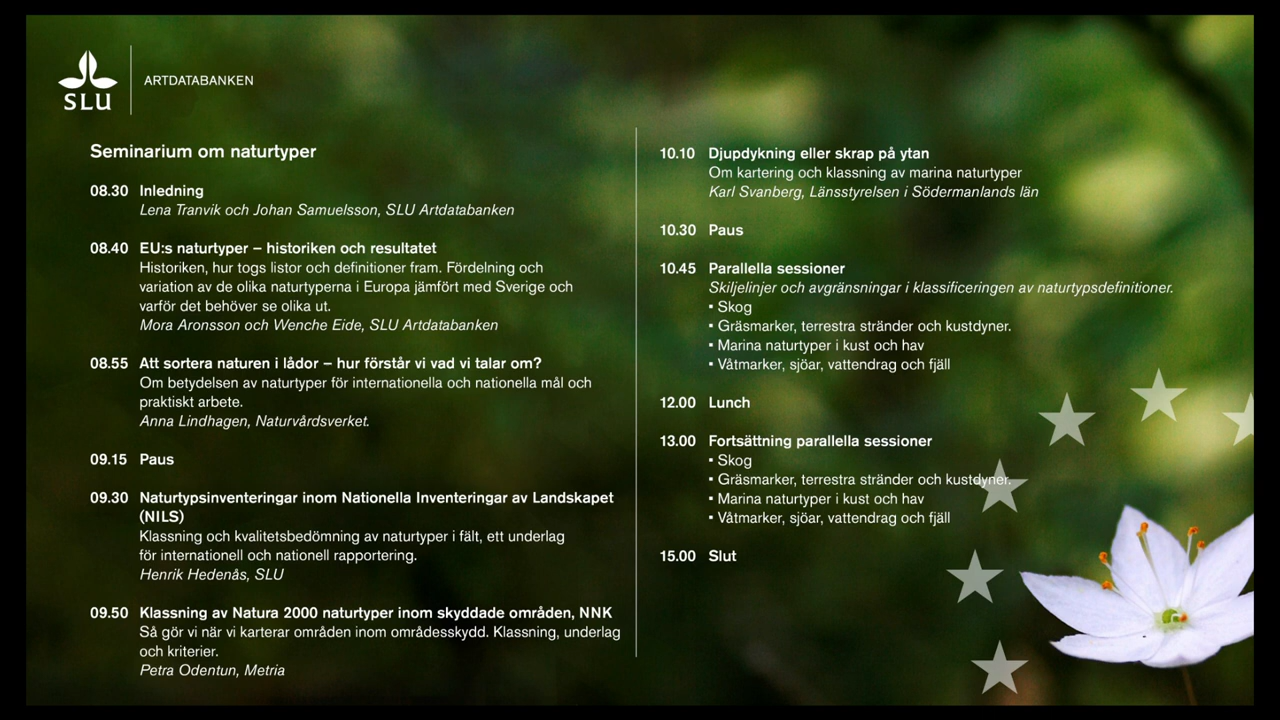 SLU
ARTDATABANKEN
Seminarium om naturtyper
08.30 Inledning
Lena Tranvik och Johan Samuelsson, SLU Artdatabanken
08.40 EU:s naturtyper – historiken och resultatet
Historiken, hur togs listor och definitioner fram. Fördelning och
variation av de olika naturtyperna i Europa jämfört med Sverige och
varför det behöver se olika ut.
Mora Aronsson och Wenche Eide, SLU Artdatabanken
08.55 Att sortera naturen i lådor – hur förstår vi vad vi talar om?
Om betydelsen av naturtyper för internationella och nationella mål och
praktiskt arbete.
Anna Lindhagen, Naturvårdsverket.
09.15 Paus
09.30 Naturtypsinventeringar inom Nationella Inventeringar av Landskapet
(NILS)
Klassning och kvalitetsbedömning av naturtyper i fält, ett underlag
för internationell och nationell rapportering.
Henrik Hedenås, SLU
09.50 Klassning av Natura 2000 naturtyper inom skyddade områden, NNK
Så gör vi när vi karterar områden inom områdesskydd. Klassning, underlag
och kriterier.
Petra Odentun, Metria
10.10 Djupdykning eller skrap på ytan
Om kartering och klassning av marina naturtyper
Karl Svanberg, Länsstyrelsen i Södermanlands län
10.30 Paus
10.45 Parallella sessioner
Skiljelinjer och avgränsningar i klassificeringen av naturtypsdefinitioner.
▪ Skog
▪ Gräsmarker, terrestra stränder och kustdyner.
▪ Marina naturtyper i kust och hav
▪ Våtmarker, sjöar, vattendrag och fjäll
12.00 Lunch
13.00 Fortsättning parallella sessioner
▪ Skog
▪ Gräsmarker, terrestra stränder och kustdyner.
▪ Marina naturtyper i kust och hav
▪ Våtmarker, sjöar, vattendrag och fjäll
15.00 Slut